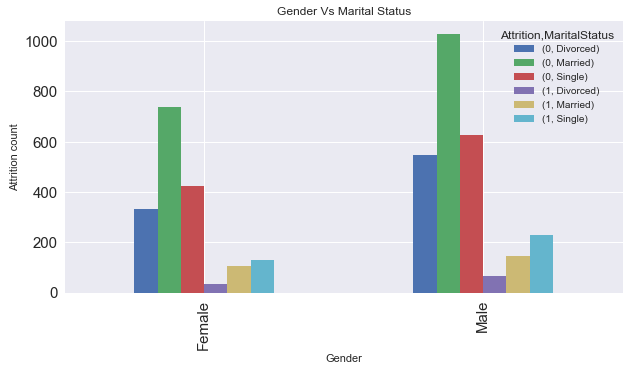 Gender Vs Marital Status
Attrition count
1000
800
600
400
200
0
Attrition,MaritalStatus
(0, Divorced)
(0, Married)
(0, Single)
(1, Divorced)
(1, Married)
(1, Single)
Female
Male
Gender